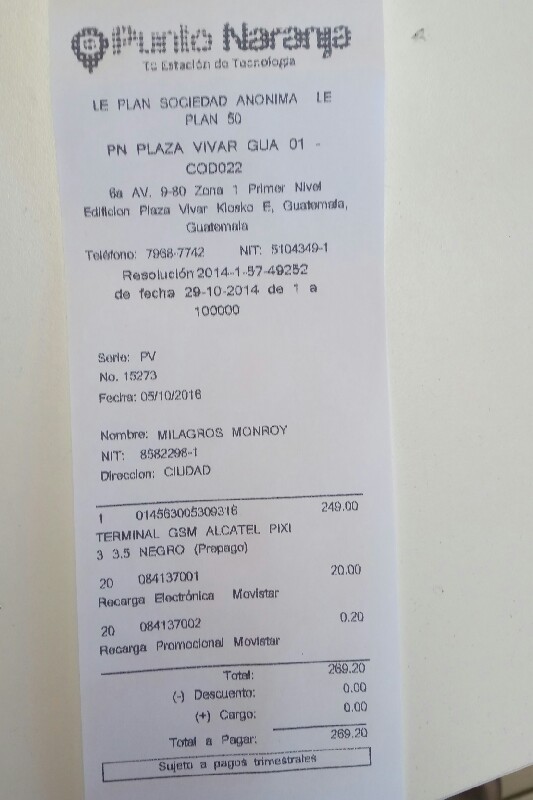 Punto Naranja
Tu Estación de Tecnología
LE PLAN SOCIEDAD ANONIMA LE
PLAN 50
PN PLAZA VIVAR GUA 01 -
COD022
6a AV. 9-80 Zona 1 Primer Nivel
Edificion Plaza Vivar Kiosko E, Guatemala,
Guatemala
Teléfono: 7968-7742 NIT: 5104349-1
Resolución 2014-1-57-49252
de fecha 29-10-2014 de 1 a
100000
Serie: PV
No. 15273
Fecha: 05/10/2016
Nombre: MILAGROS MONROY
NIT: 8582298-1
Direccion: CIUDAD
1 014563005309316 249.00
TERMINAL GSM ALCATEL PIXI
3 3.5 NEGRO (Prepago)
20 084137001 20.00
Recarga Electrónica Movistar
20 084137002 0.20
Recarga Promocional Movistar
Total: 269.20
(-) Descuento: 0.00
(+) Cargo: 0.00
Total a Pagar: 269.20
Sujeto a pagos trimestrales